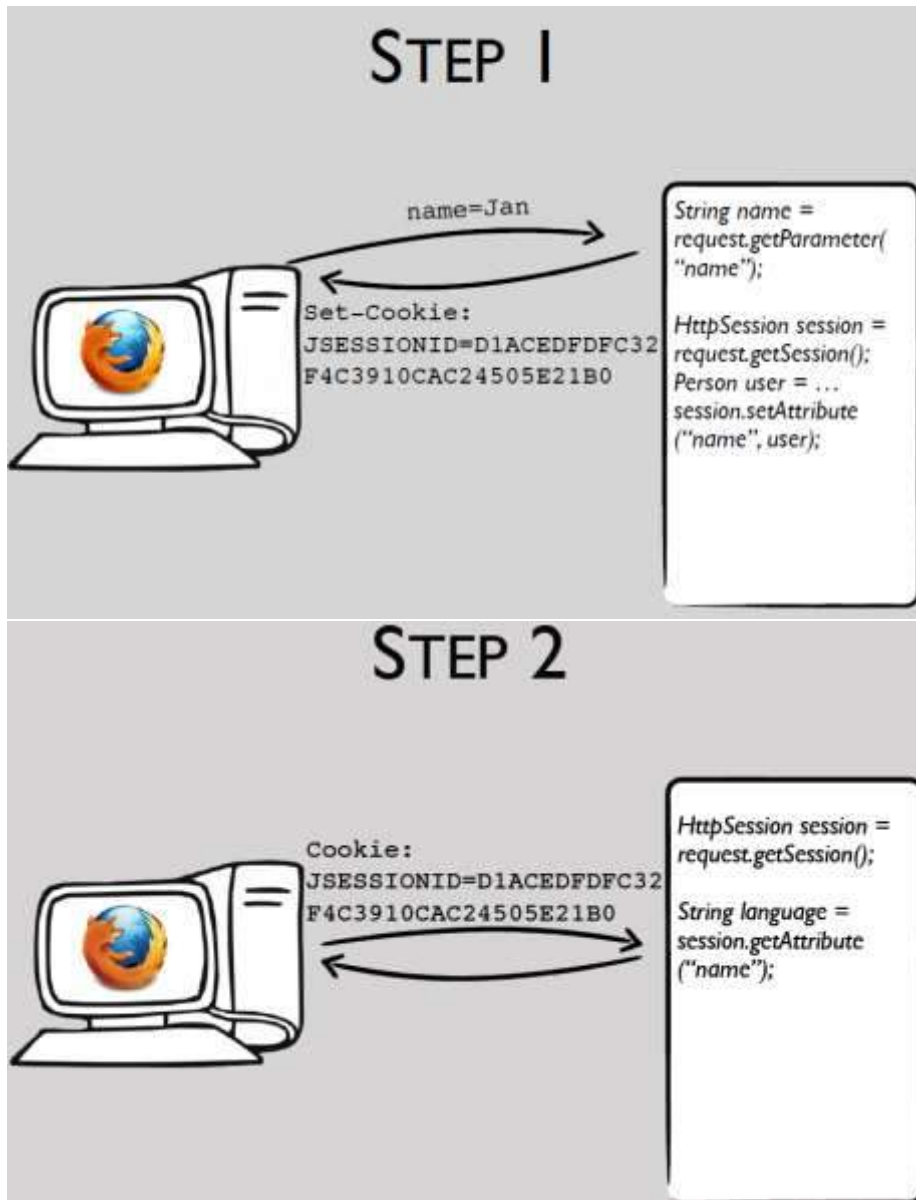 STEP 1
name=Jan
Set-Cookie:
JSESSIONID=D1ACEDFDFC32
F4C3910CAC24505E21B0
String name =
request.getParameter(
“name”);
HttpSession session =
request.getSession();
Person user = …
session.setAttribute
(“name”, user);
STEP 2
Cookie:
JSESSIONID=D1ACEDFDFC32
F4C3910CAC24505E21B0
HttpSession session =
request.getSession();
String language =
session.getAttribute
(“name”);